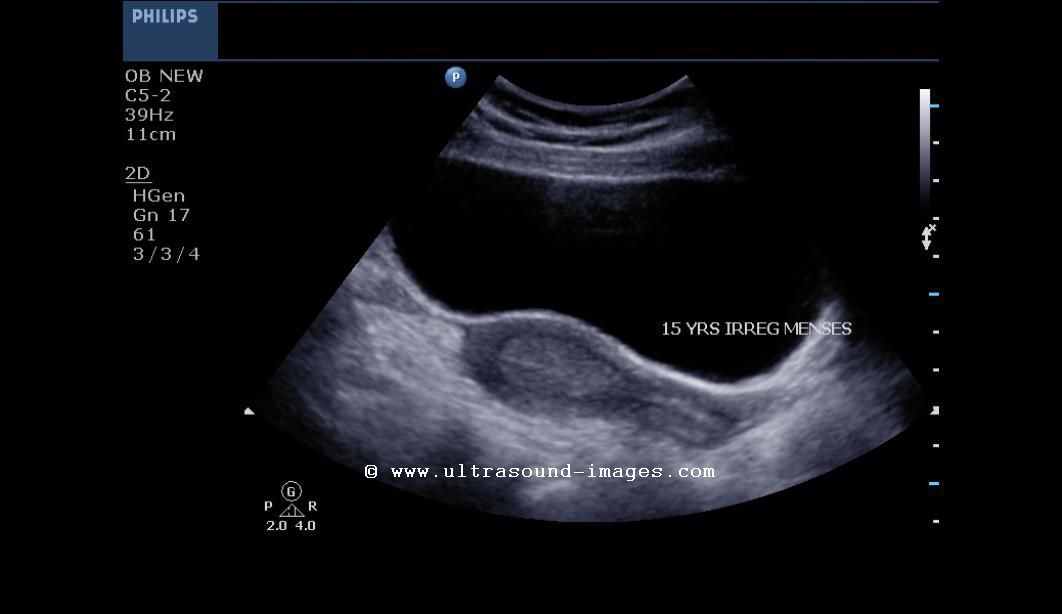 PHILIPS
OB NEW
C5-2
39Hz
11cm
2D
HGen
Gn 17
61
3/3/4
P
15 YRS IRREG MENSES
© www.ultrasound-images.com
G
P R
2.0 4.0